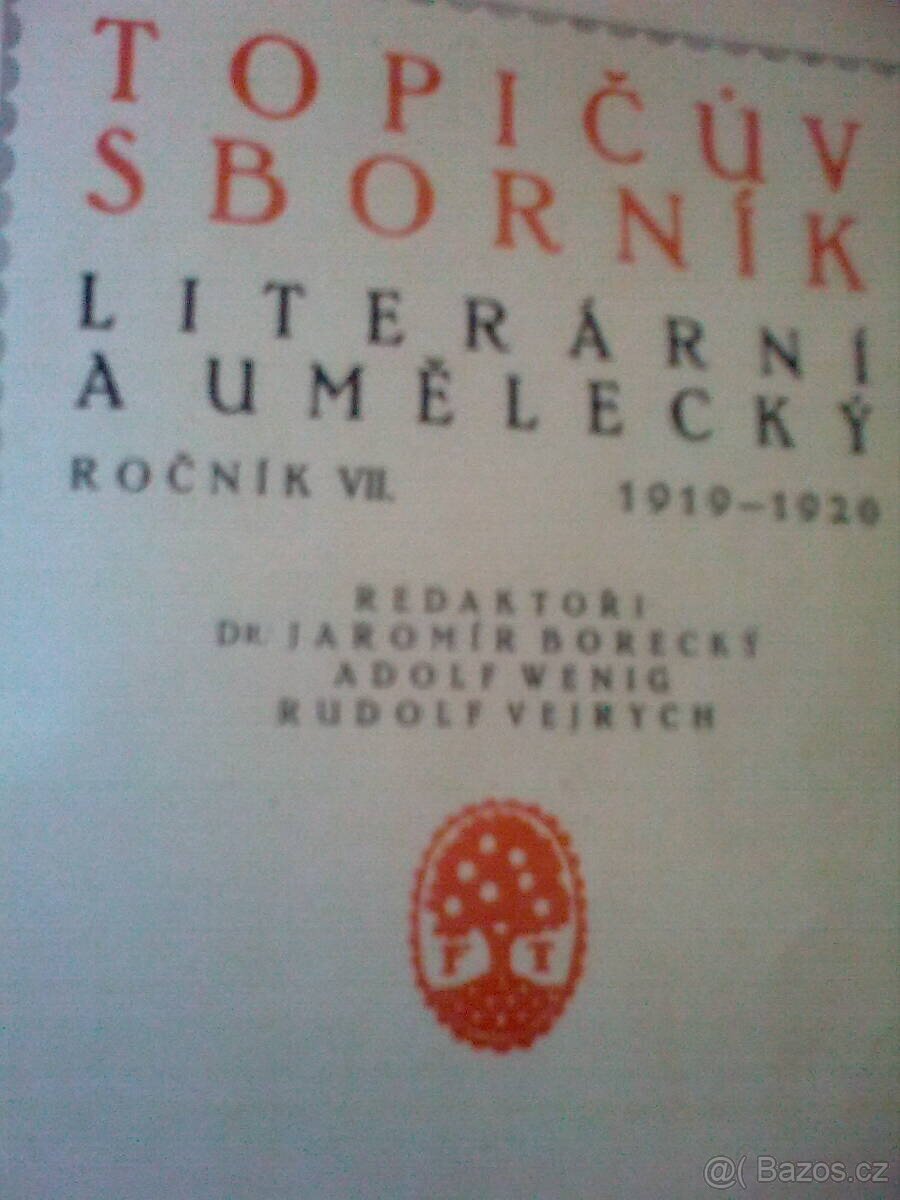 TOPIČŮV
SBORNÍK
LITERÁRNÍ
A UMĚLECKÝ
ROČNÍK VII. 1919–1920
REDAKTOŘI
DR. JAROMÍR BORECKÝ
ADOLF WENIG
RUDOLF VEJRYCH
F T
@( Bazos.cz